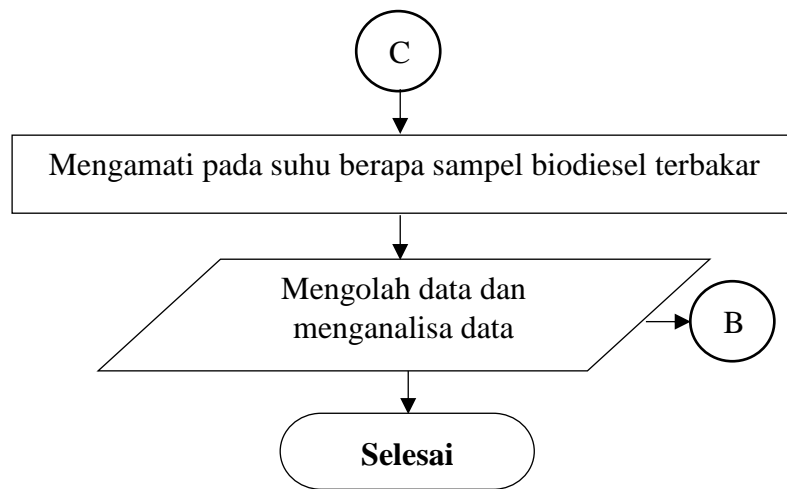 C
Mengamati pada suhu berapa sampel biodiesel terbakar
Mengolah data dan
menganalisa data
B
Selesai